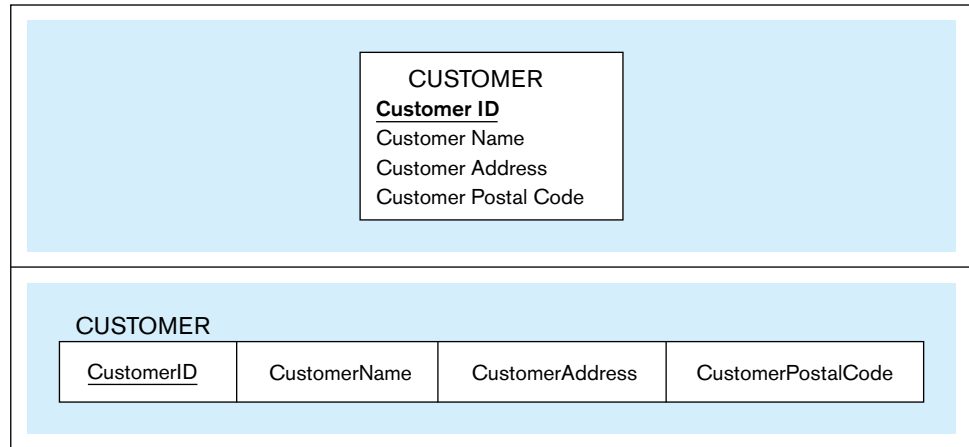 CUSTOMER
Customer ID
Customer Name
Customer Address
Customer Postal Code
CUSTOMER
CustomerID CustomerName CustomerAddress CustomerPostalCode